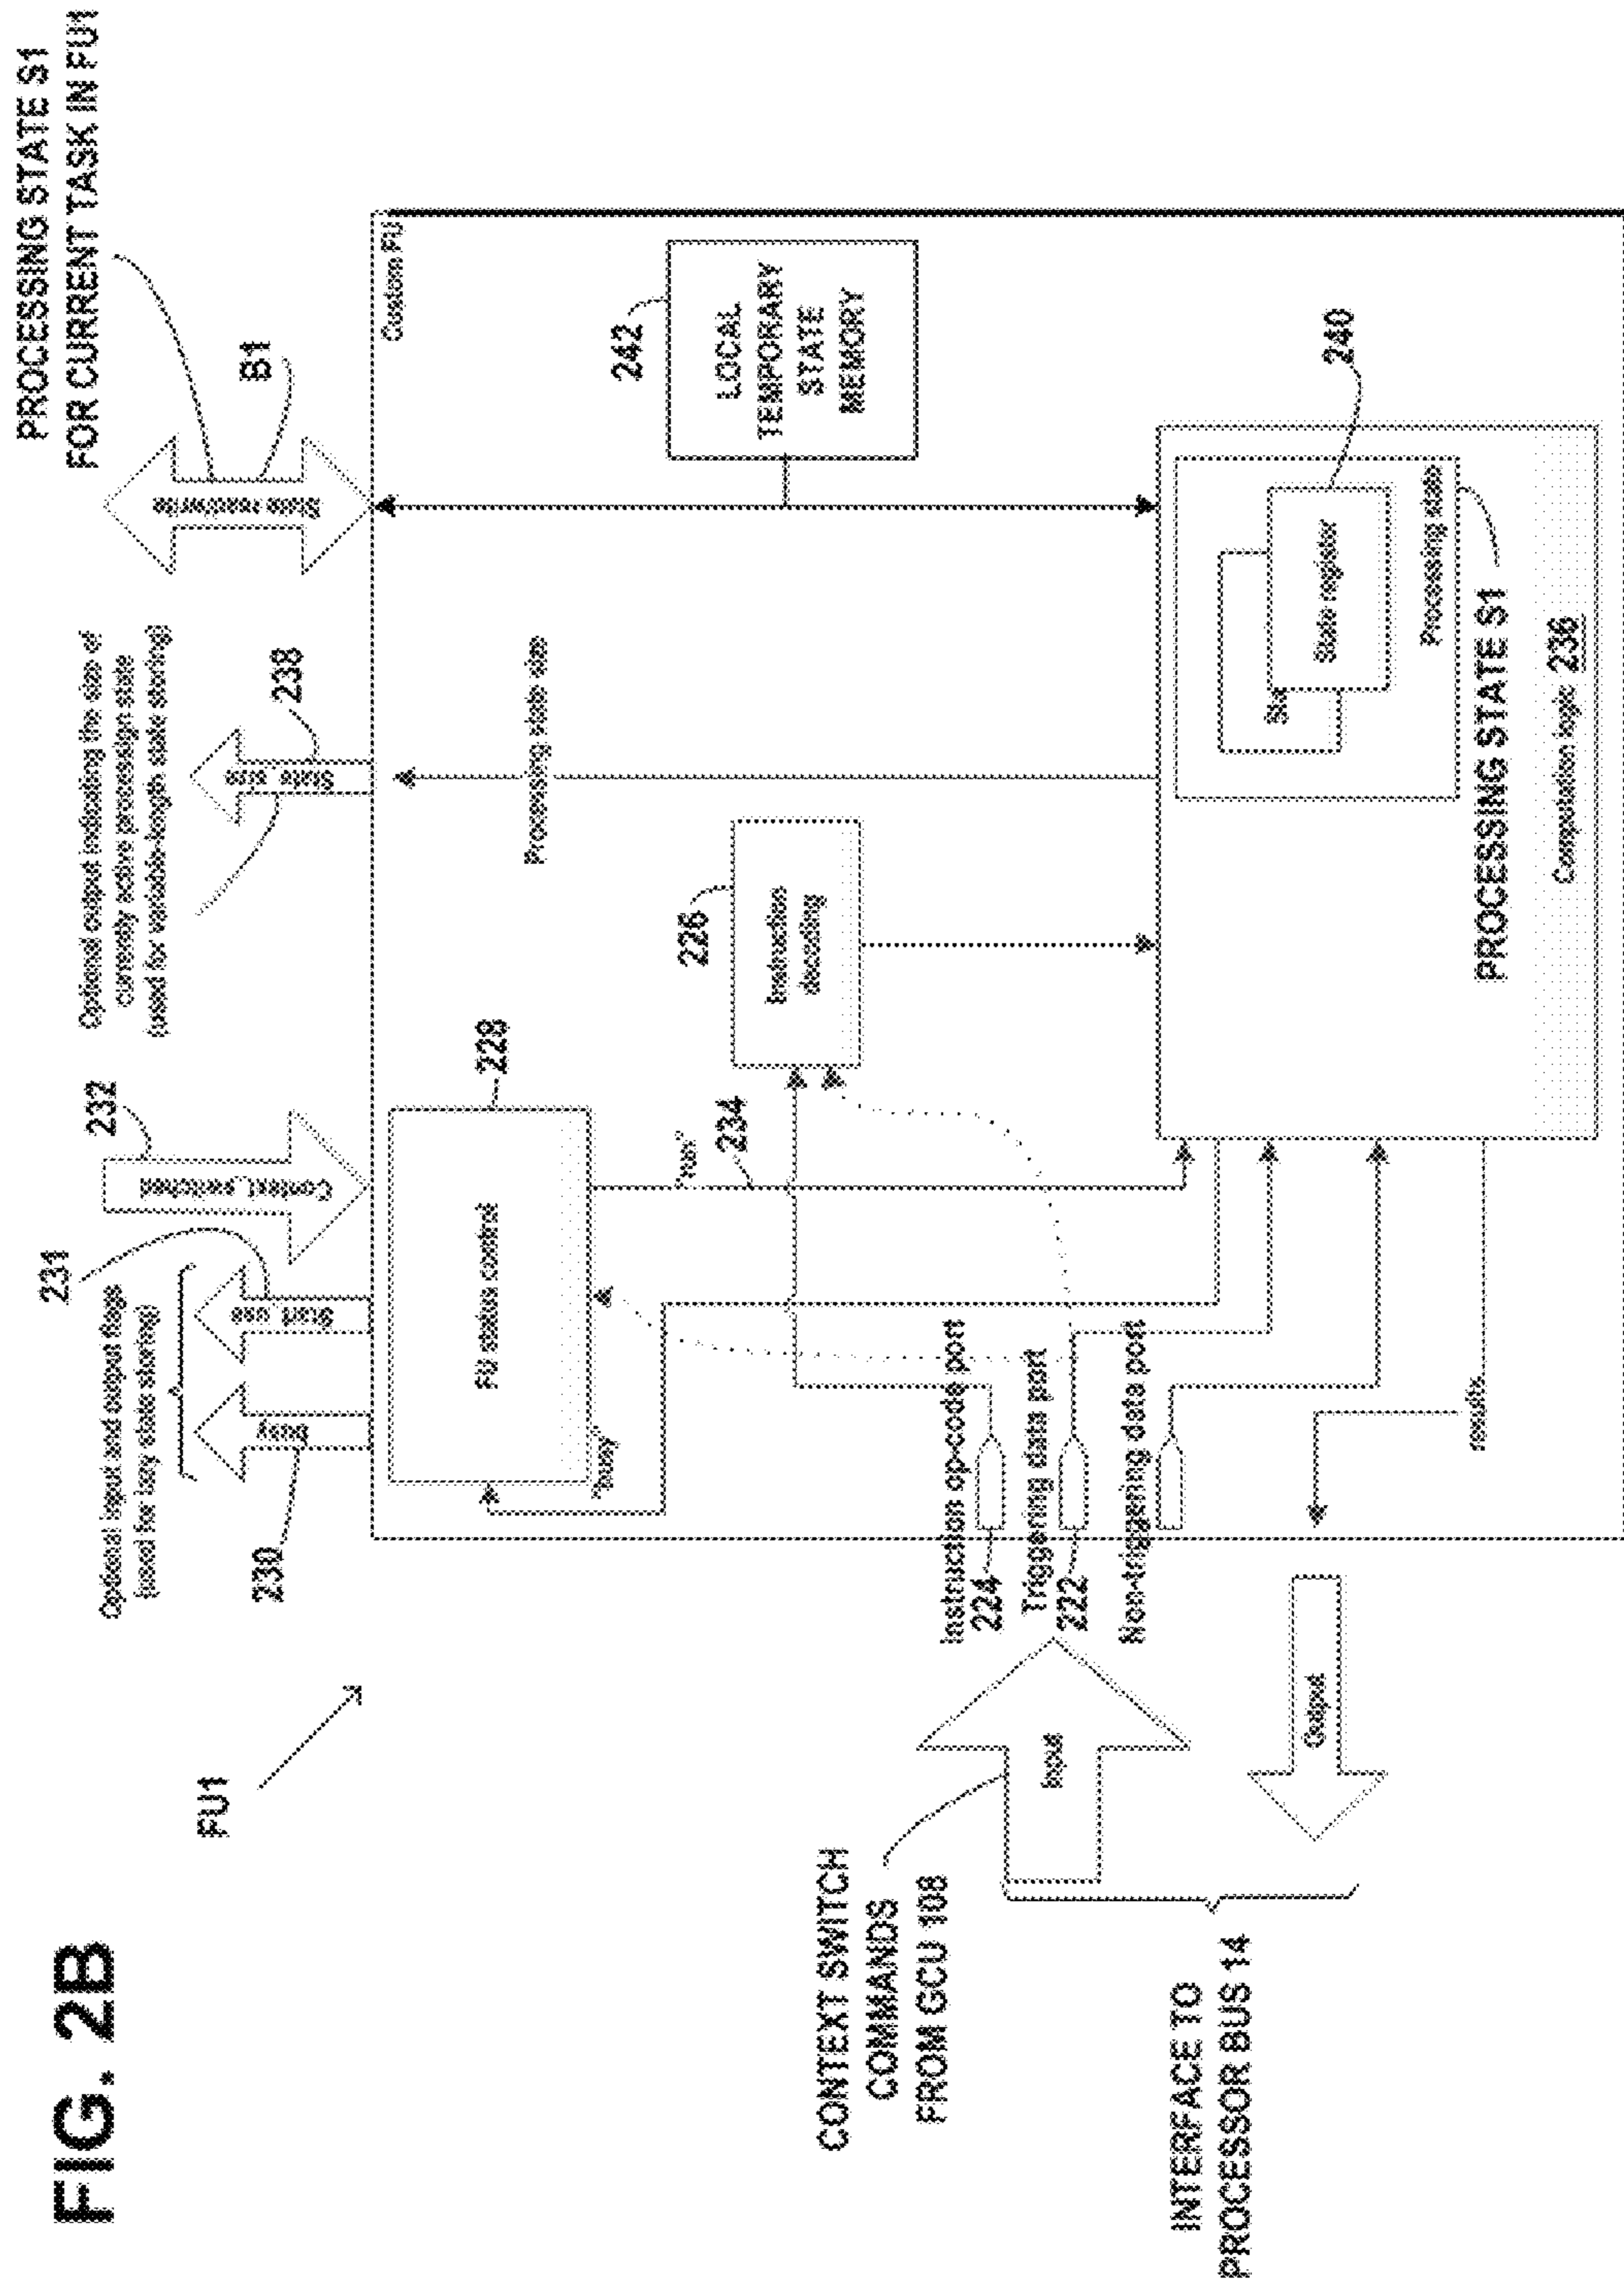 FIG. 2B
FU1
PROCESSING STATE S1
FOR CURRENT TASK IN FU1
Optional input and output flags
(used for lazy state storing)
231
232
230
Busy
Start use
Context_switched
Optional output indicating the size of
currently active processign state
(used for variable-length state storing)
State size
238
State read/write
B1
Custom FU
FU status control
228
"busy"
"run"
234
Instruction
decoding
226
Processing state size
242
LOCAL
TEMPORARY
STATE
MEMORY
CONTEXT SWITCH
COMMANDS
FROM GCU 108
Input
Instruction op-code port
224
Triggering data port
222
Non-triggering data port
INTERFACE TO
PROCESSOR BUS 14
Output
results
Sta
State register
240
Processing state
PROCESSING STATE S1
Computation logic 236